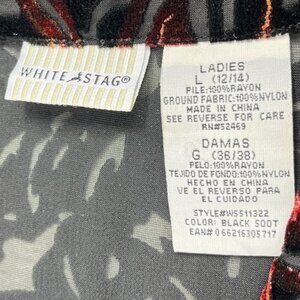 WHITE STAG®
LADIES
L (12/14)
PILE:100%RAYON
GROUND FABRIC:100%NYLON
MADE IN CHINA
SEE REVERSE FOR CARE
RN#52469
DAMAS
G (36/38)
PELO:100%RAYON
TEJIDO DE FONDO:100%NYLON
HECHO EN CHINA
VE EL REVERSO PARA
EL CUIDADO
STYLE#WS511322
COLOR: BLACK SOOT
EAN# 066216305717